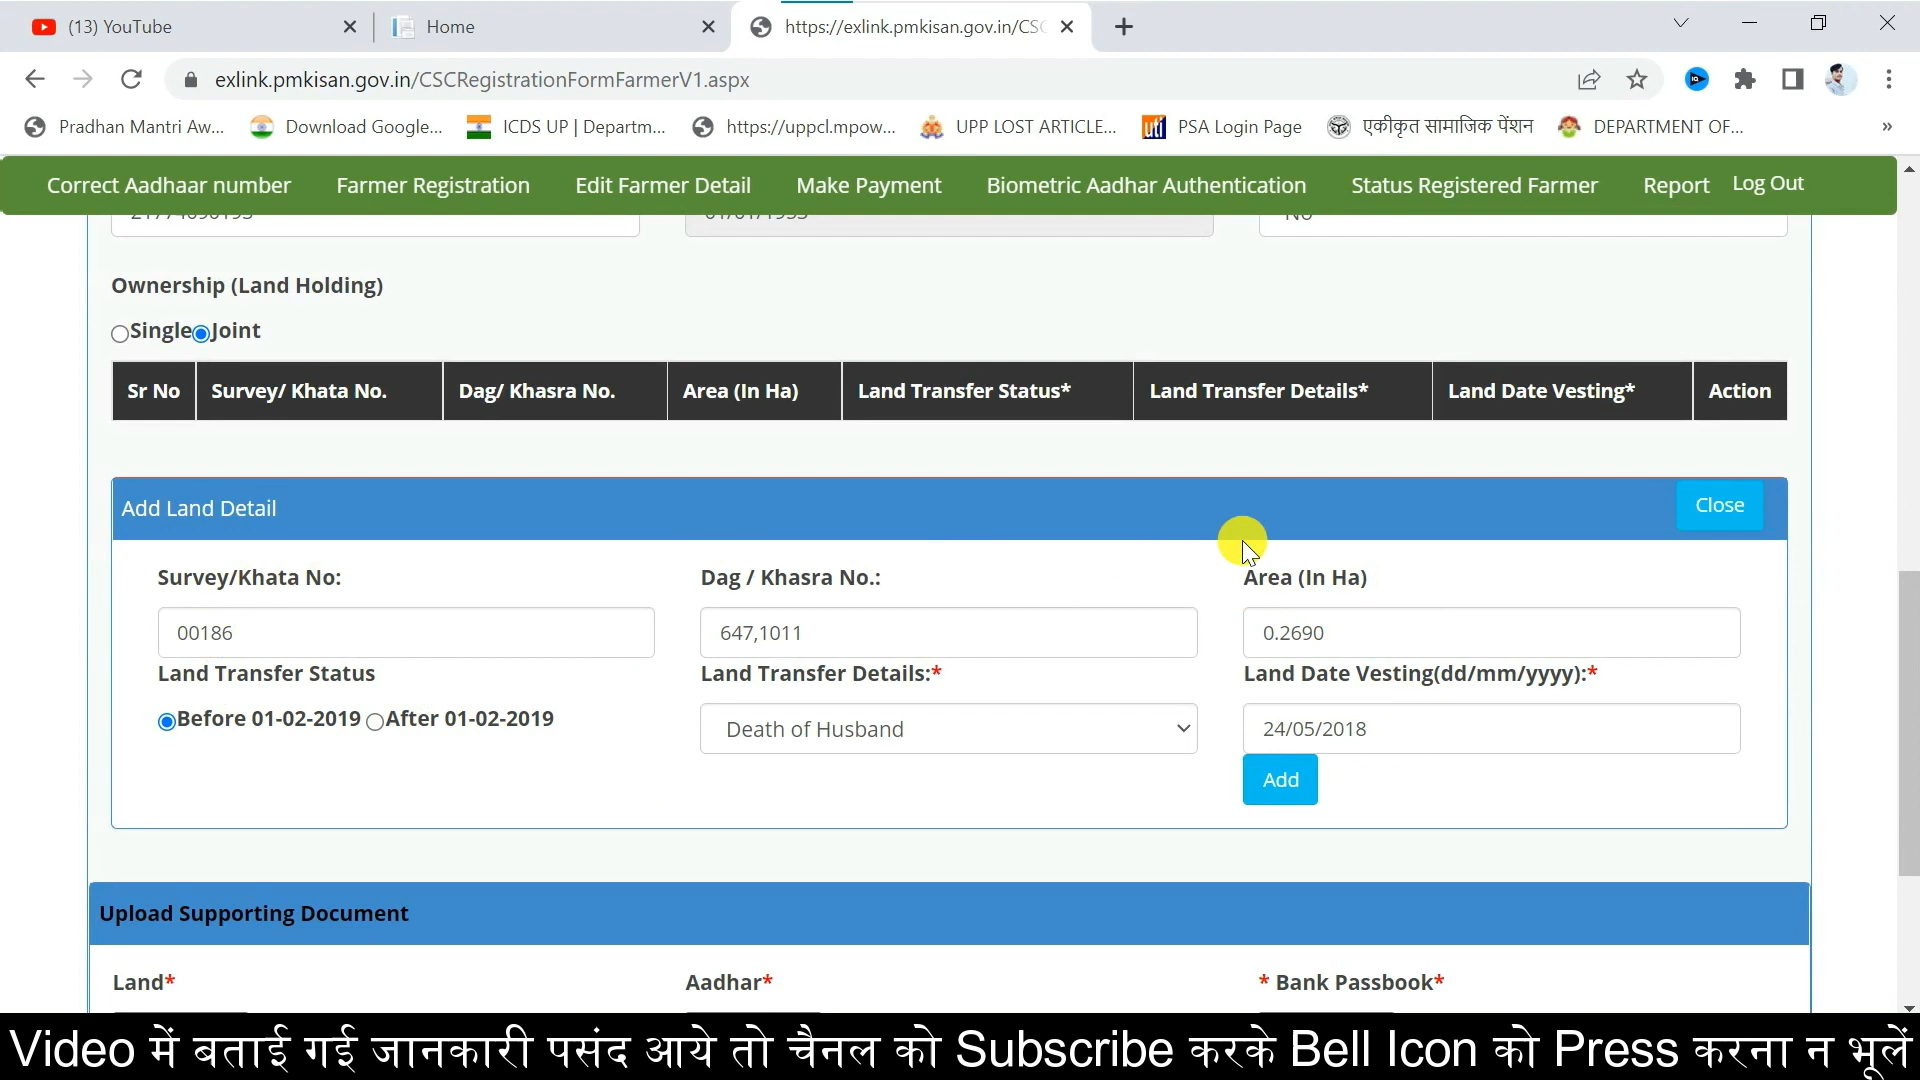 (13) YouTube
Home
https://exlink.pmkisan.gov.in/CSC
exlink.pmkisan.gov.in/CSCRegistrationFormFarmerV1.aspx
Pradhan Mantri Aw... Download Google... ICDS UP | Departm... https://uppcl.mpow... UPP LOST ARTICLE... uti PSA Login Page एकीकृत सामाजिक पेंशन DEPARTMENT OF... »
Correct Aadhaar number Farmer Registration Edit Farmer Detail Make Payment Biometric Aadhar Authentication Status Registered Farmer Report Log Out
No
Ownership (Land Holding)
Single Joint
Sr No Survey/ Khata No. Dag/ Khasra No. Area (In Ha) Land Transfer Status* Land Transfer Details* Land Date Vesting* Action
Add Land Detail Close
Survey/Khata No: Dag / Khasra No.: Area (In Ha)
00186 647,1011 0.2690
Land Transfer Status Land Transfer Details:* Land Date Vesting(dd/mm/yyyy):*
Before 01-02-2019 After 01-02-2019 Death of Husband 24/05/2018
Add
Upload Supporting Document
Land* Aadhar* * Bank Passbook*
Video में बताई गई जानकारी पसंद आये तो चैनल को Subscribe करके Bell Icon को Press करना न भूलें